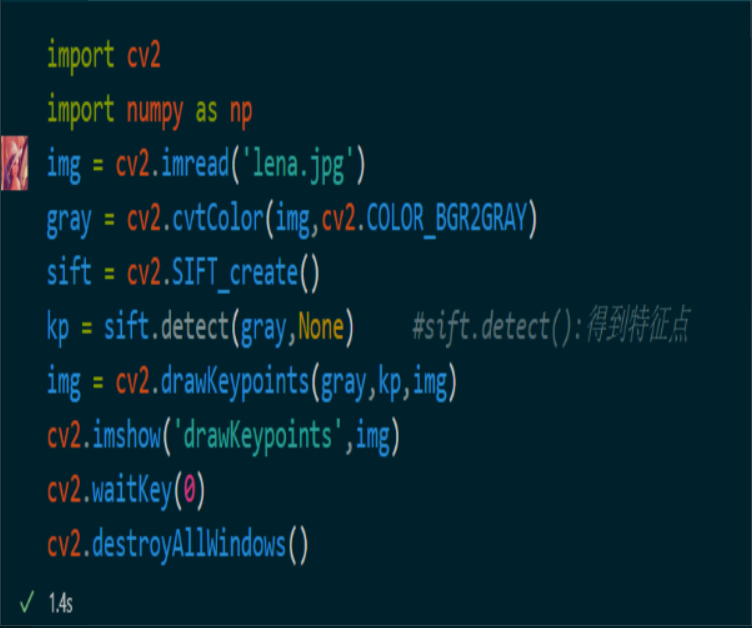 import cv2
import numpy as np
img = cv2.imread('lena.jpg')
gray = cv2.cvtColor(img,cv2.COLOR_BGR2GRAY)
sift = cv2.SIFT_create()
kp = sift.detect(gray,None)    #sift.detect():得到特征点
img = cv2.drawKeypoints(gray,kp,img)
cv2.imshow('drawKeypoints',img)
cv2.waitKey(0)
cv2.destroyAllWindows()
✓ 1.4s